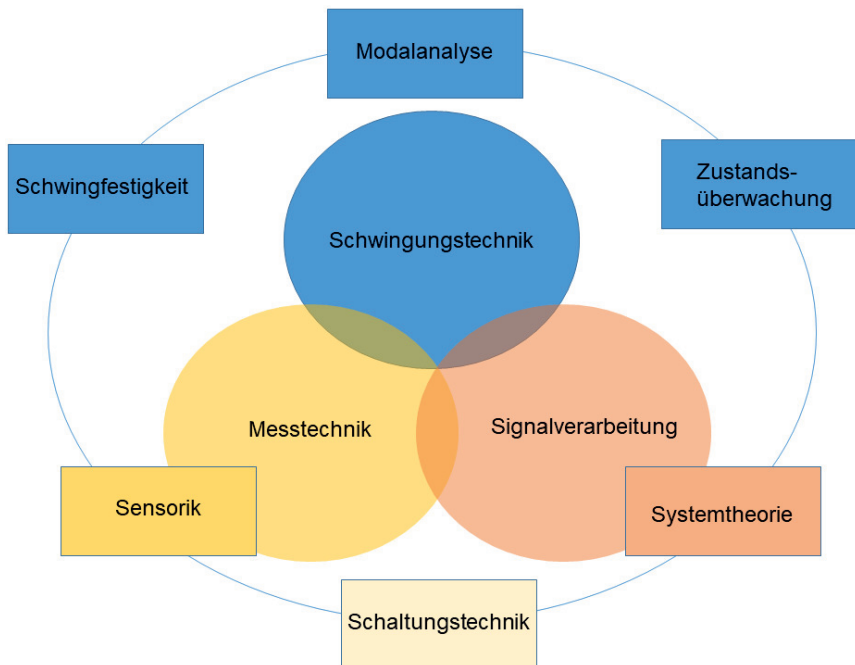 Modalanalyse
Schwingfestigkeit
Zustands-
überwachung
Schwingungstechnik
Messtechnik
Signalverarbeitung
Sensorik
Systemtheorie
Schaltungstechnik